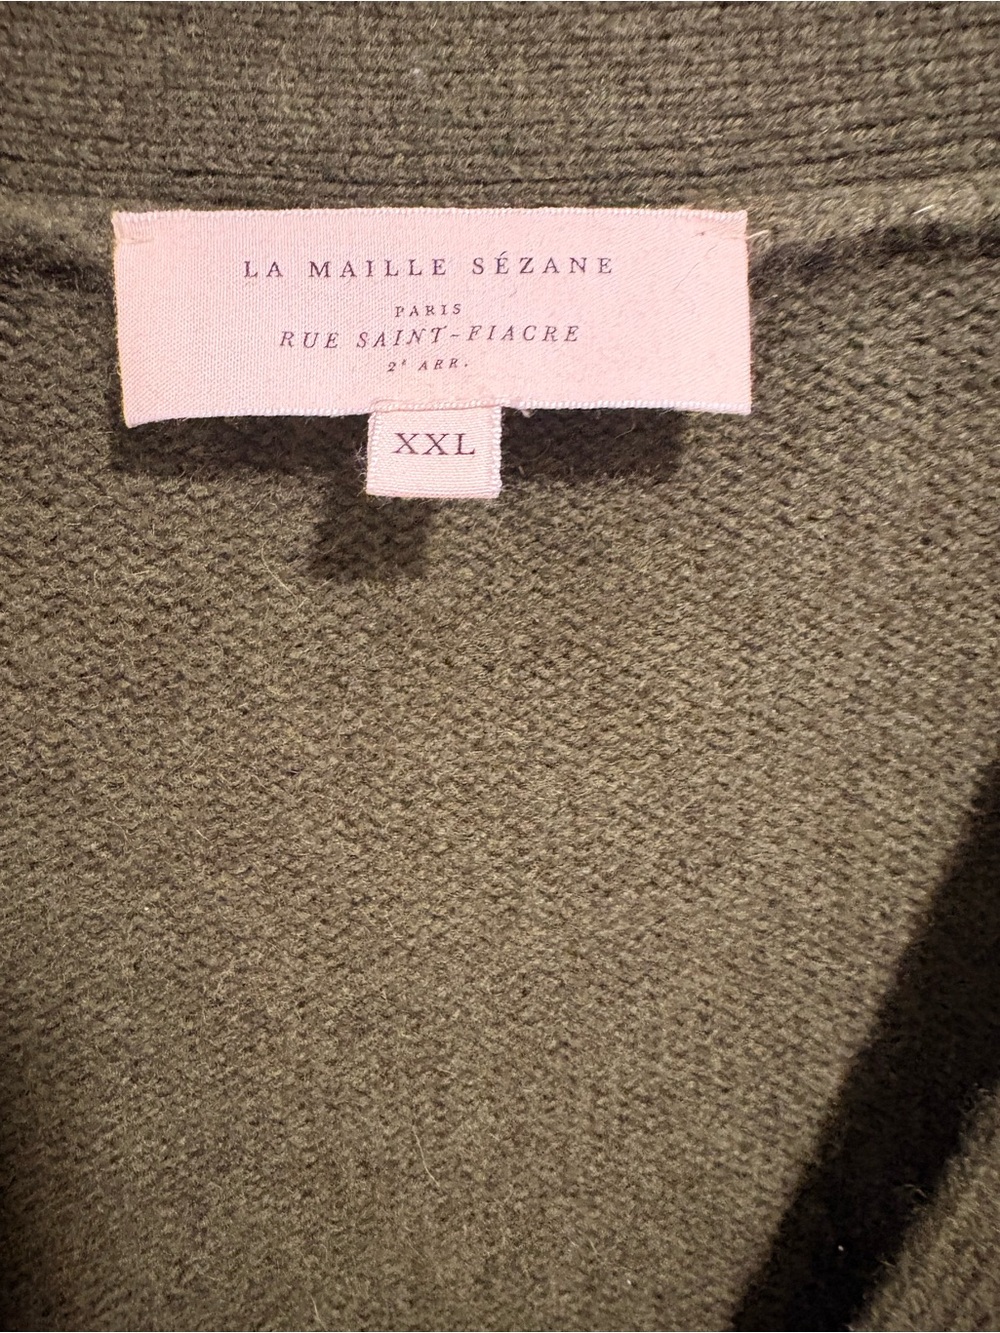 LA MAILLE SÉZANE
PARIS
RUE SAINT-FIACRE
2ᴱ ARR.
XXL